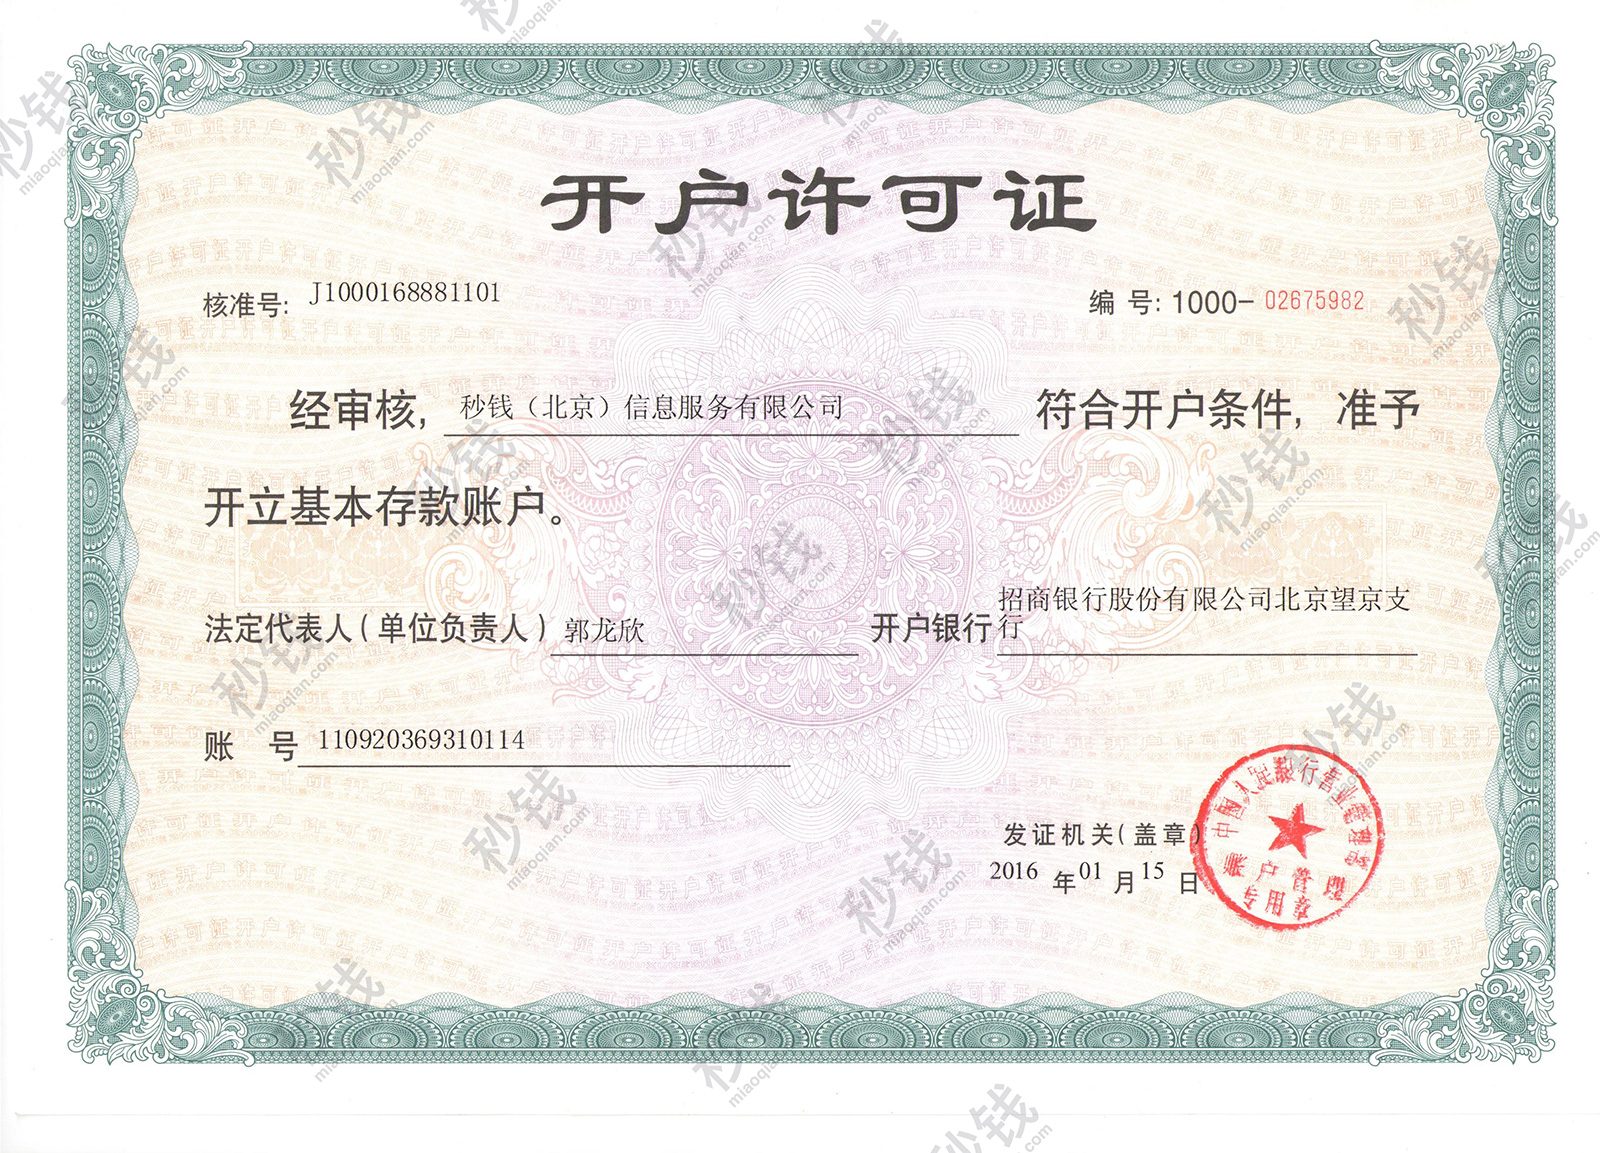 开户许可证
核准号: J1000168881101
编 号: 1000- 02675982
经审核, 秒钱（北京）信息服务有限公司 符合开户条件, 准予
开立基本存款账户。
招商银行股份有限公司北京望京支
法定代表人(单位负责人) 郭龙欣 开户银行 行
账 号 110920369310114
发证机关(盖章)
2016 年 01 月 15 日
中国人民银行营业管理部
账户管理
专用章
秒钱
miaoqian.com